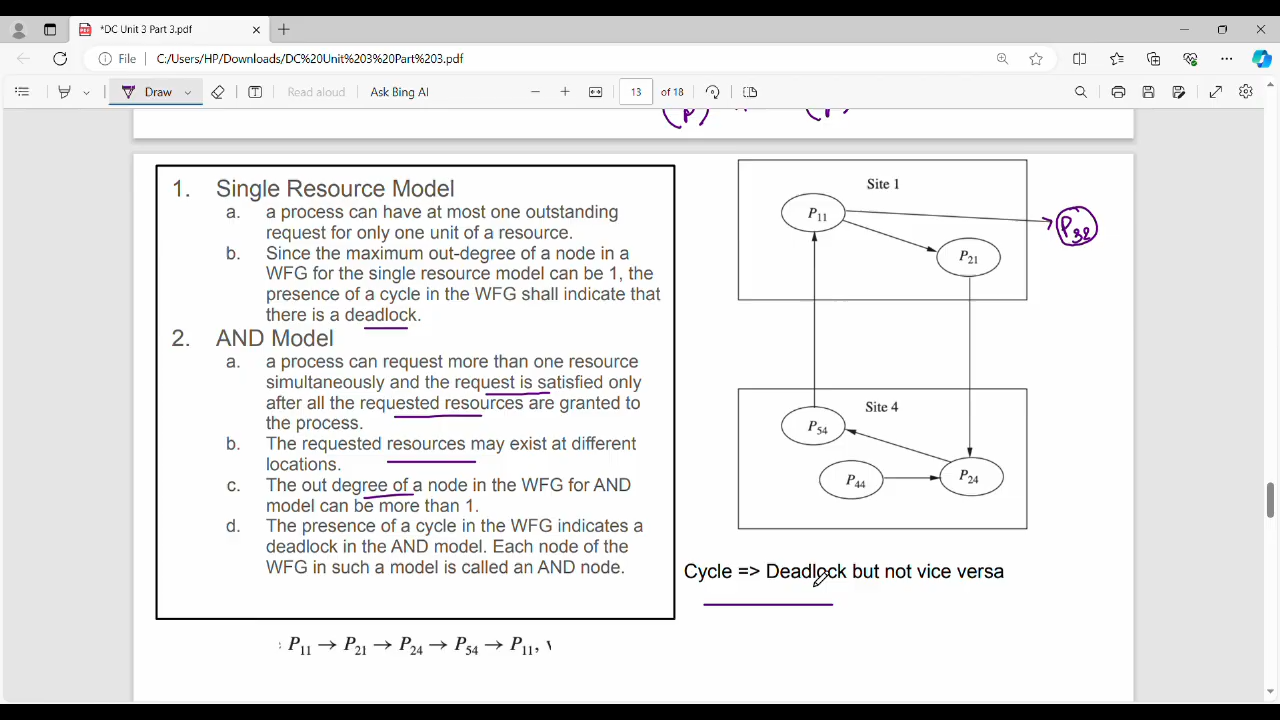 *DC Unit 3 Part 3.pdf
File
C:/Users/HP/Downloads/DC%20Unit%203%20Part%203.pdf
Draw
Read aloud
Ask Bing AI
13
of 18
1. Single Resource Model
a. a process can have at most one outstanding
request for only one unit of a resource.
b. Since the maximum out-degree of a node in a
WFG for the single resource model can be 1, the
presence of a cycle in the WFG shall indicate that
there is a deadlock.
2. AND Model
a. a process can request more than one resource
simultaneously and the request is satisfied only
after all the requested resources are granted to
the process.
b. The requested resources may exist at different
locations.
c. The out degree of a node in the WFG for AND
model can be more than 1.
d. The presence of a cycle in the WFG indicates a
deadlock in the AND model. Each node of the
WFG in such a model is called an AND node.
P11 → P21 → P24 → P54 → P11,
Site 1
P11
P32
P21
Site 4
P54
P44
P24
Cycle => Deadlock but not vice versa